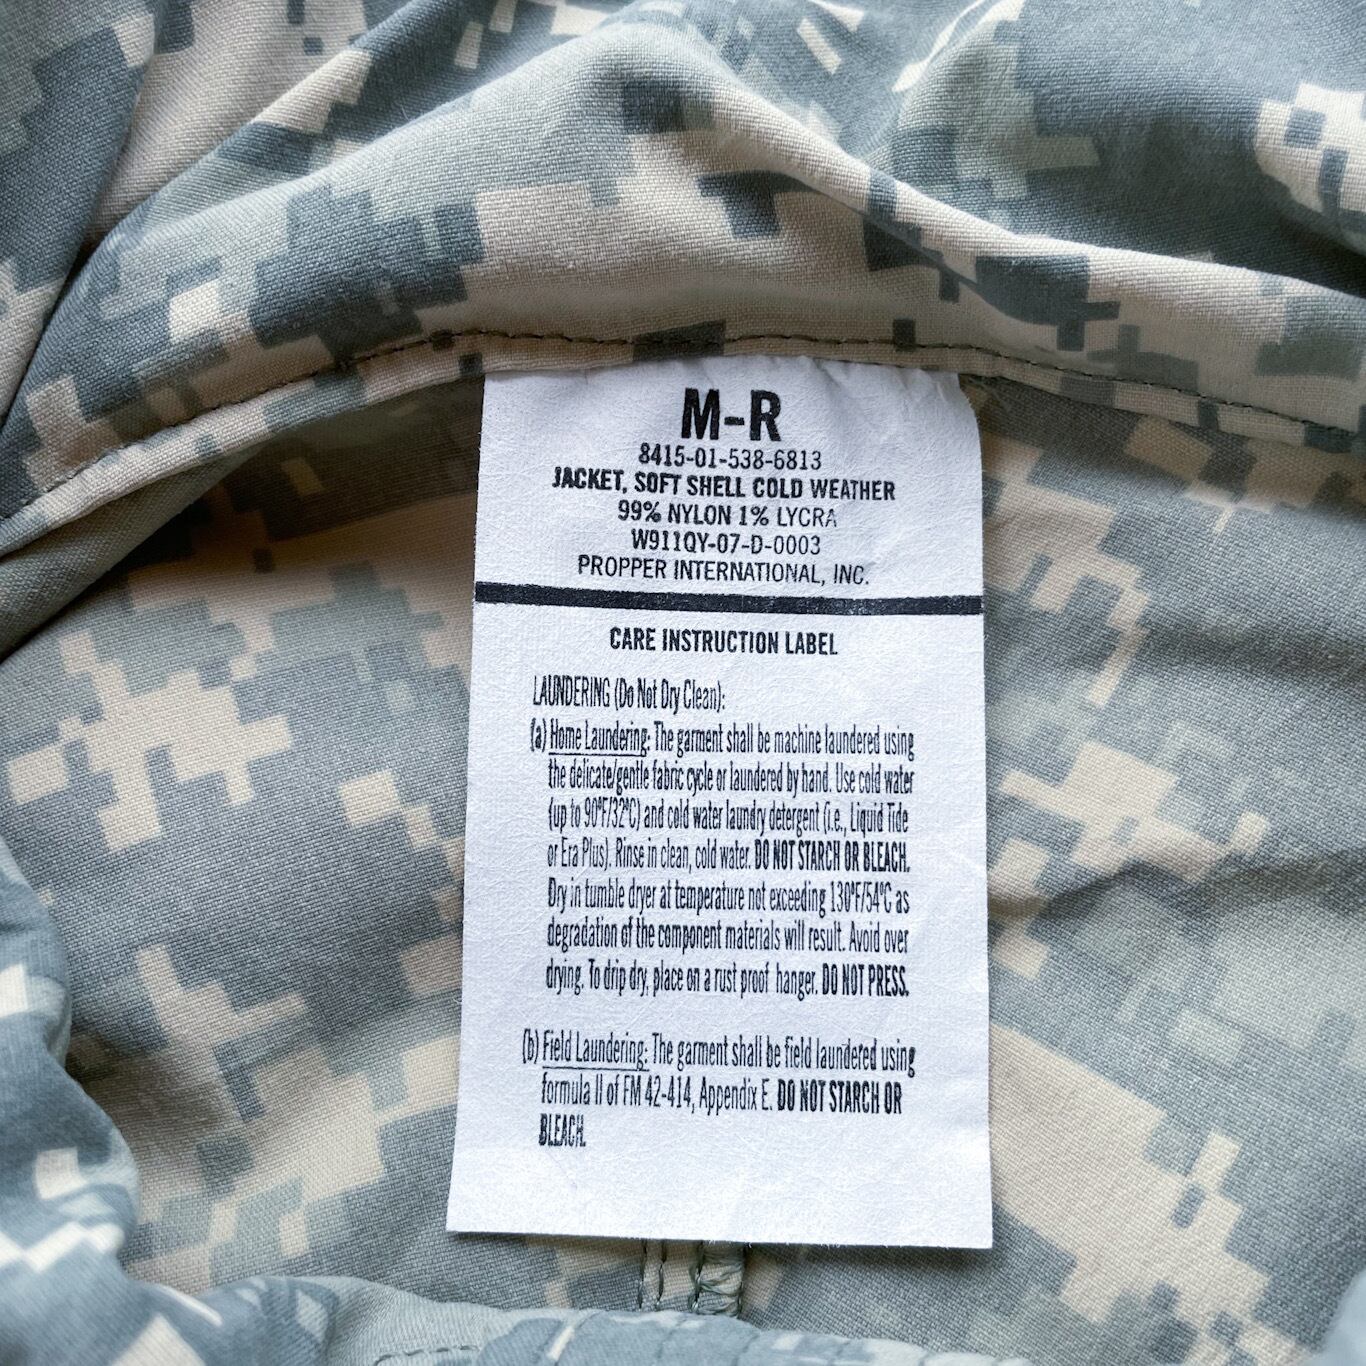 M-R
8415-01-538-6813
JACKET, SOFT SHELL COLD WEATHER
99% NYLON 1% LYCRA
W911QY-07-D-0003
PROPPER INTERNATIONAL, INC.
CARE INSTRUCTION LABEL
LAUNDERING (Do Not Dry Clean):
(a) Home Laundering: The garment shall be machine laundered using
the delicate/gentle fabric cycle or laundered by hand. Use cold water
(up to 90°F/32°C) and cold water laundry detergent (i.e., Liquid Tide
or Era Plus). Rinse in clean, cold water. DO NOT STARCH OR BLEACH.
Dry in tumble dryer at temperature not exceeding 130°F/54°C as
degradation of the component materials will result. Avoid over
drying. To drip dry, place on a rust proof hanger. DO NOT PRESS.
(b) Field Laundering: The garment shall be field laundered using
formula II of FM 42-414, Appendix E. DO NOT STARCH OR
BLEACH.